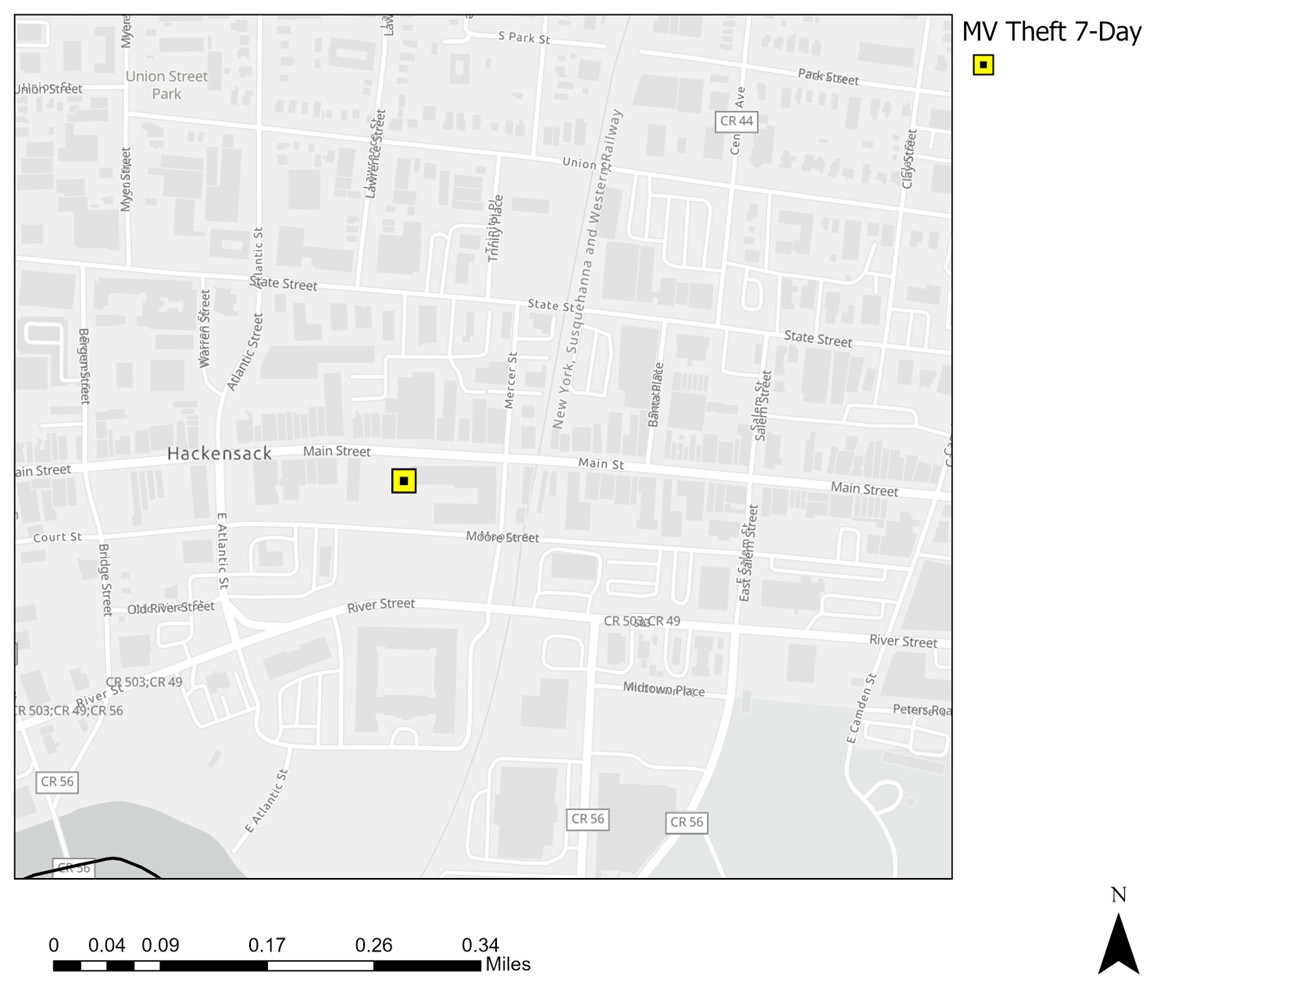 MV Theft 7-Day
S Park St
Park Street
Union Street
Park
CR 44
Myer Street
Lawrence Street
Clay Street
Union
New York, Susquehanna and Western Railway
Trinity Place
Atlantic St
State Street
State St
State Street
Bergen Street
Warren Street
Atlantic Street
Mercer St
Banta Place
Salem St
Salem Street
Hackensack
Main Street
Main St
Main Street
Court St
E Atlantic St
Moore Street
East Salem Street
Bridge Street
Old River Street
River Street
CR 503;CR 49
River Street
CR 503;CR 49
River St
CR 503;CR 49;CR 56
Midtown Place
E Camden St
CR 56
E Atlantic St
CR 56
CR 56
CR 56
N
0 0.04 0.09 0.17 0.26 0.34
Miles